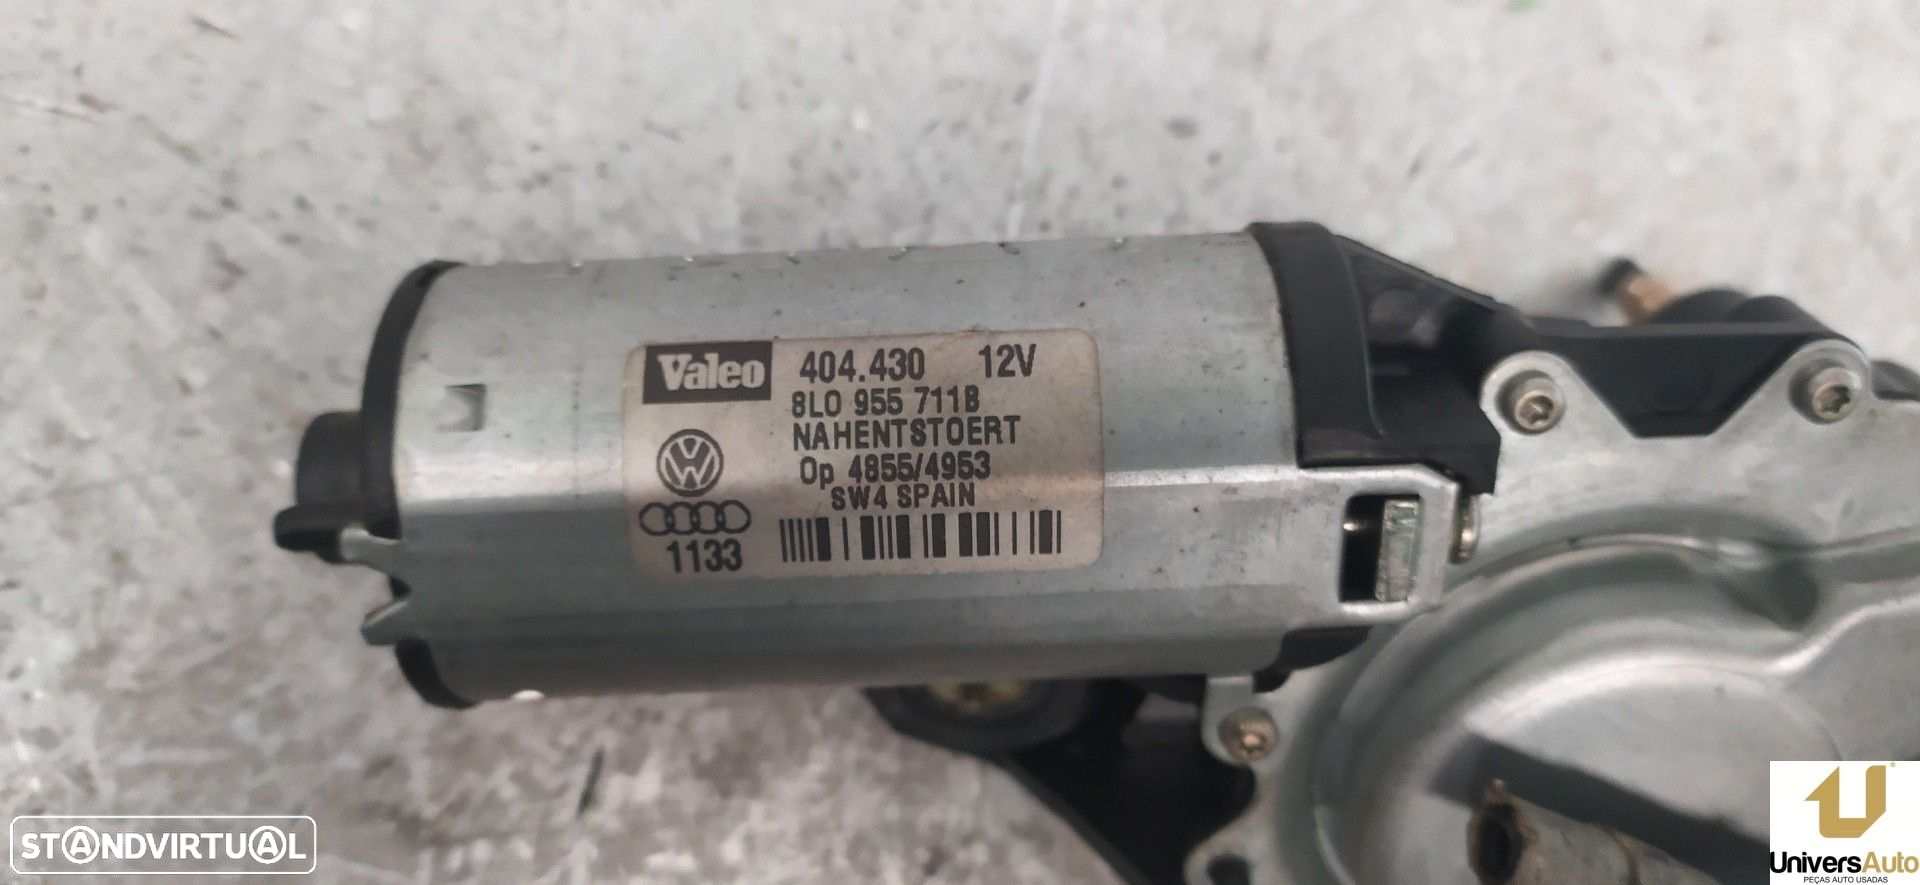 Valeo 404.430 12V
8L0 955 711B
NAHENTSTOERT
Op 4855/4953
SW4 SPAIN
1133
STANDVIRTUAL
UniversAuto
PEÇAS AUTO USADAS